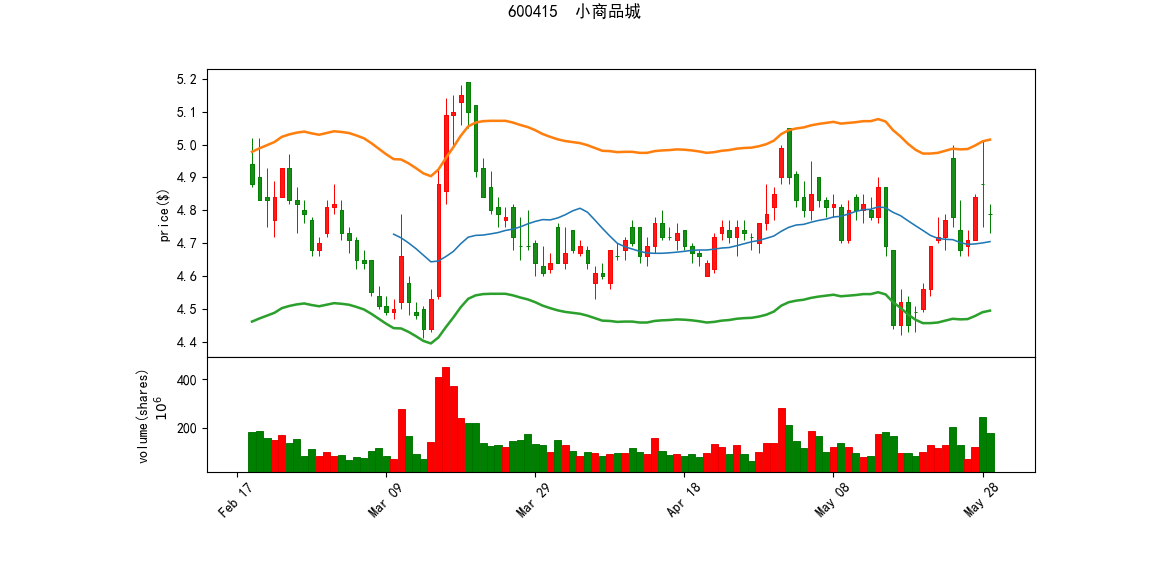 600415 小商品城
price($)
5.2
5.1
5.0
4.9
4.8
4.7
4.6
4.5
4.4
volume(shares)
10^6
400
200
Feb 17
Mar 09
Mar 29
Apr 18
May 08
May 28